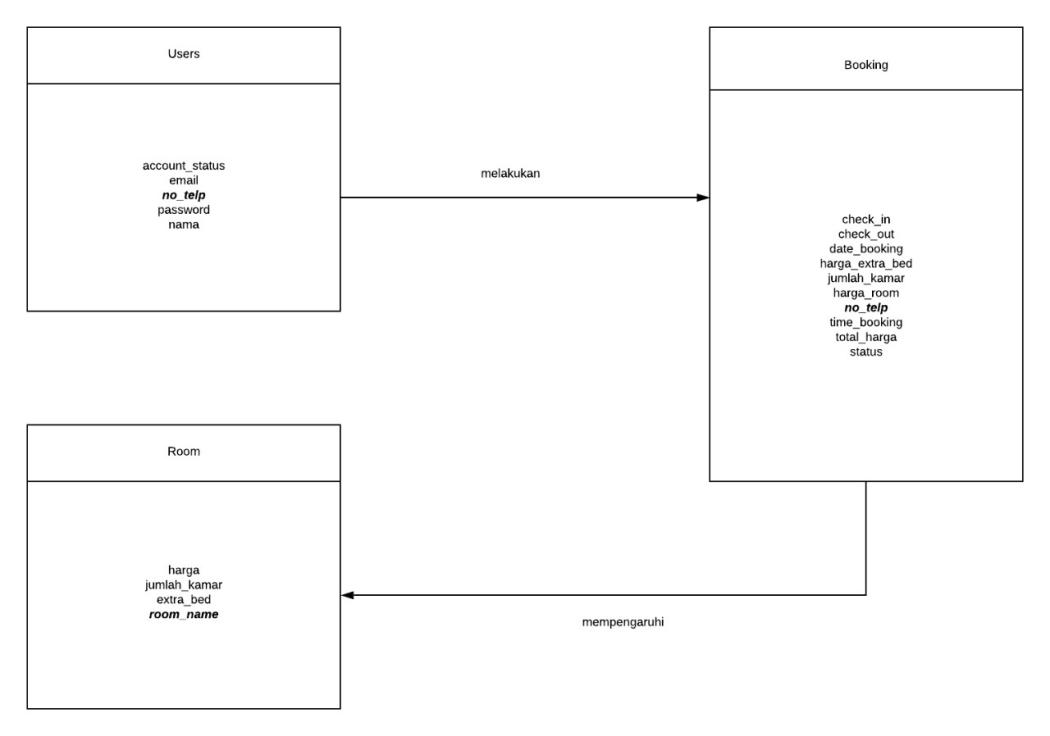 Users
account_status
email
no_telp
password
nama
melakukan
Booking
check_in
check_out
date_booking
harga_extra_bed
jumlah_kamar
harga_room
no_telp
time_booking
total_harga
status
Room
harga
jumlah_kamar
extra_bed
room_name
mempengaruhi